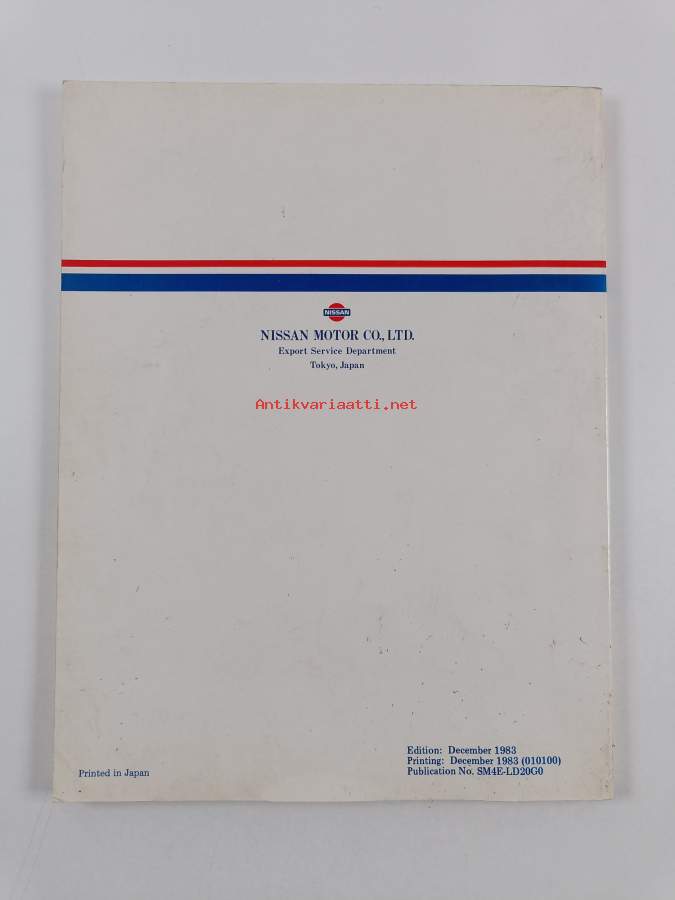 NISSAN
NISSAN MOTOR CO., LTD.
Export Service Department
Tokyo, Japan
Antikvariaatti.net
Edition: December 1983
Printing: December 1983 (010100)
Publication No. SM4E-LD20G0
Printed in Japan